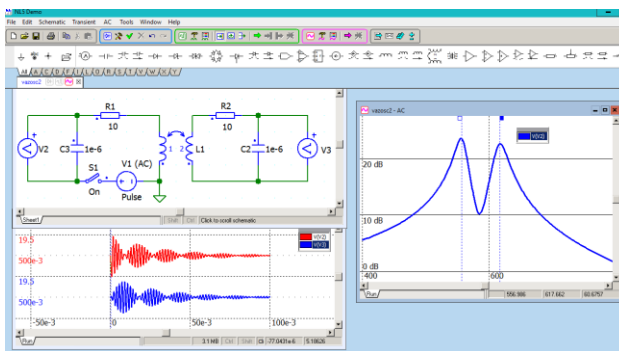 NL5 Demo
File Edit Schematic Transient AC Tools Window Help
All A C D F I L O R S T V W X Y
vazosc2
R1
10
R2
10
V2
C3
1e-6
1
2
L1
C2
1e-6
V3
S1
On
V1 (AC)
Pulse
Sheet1
Shift Ctrl Click to scroll schematic
19.5
500e-3
19.5
500e-3
V(V2)
V(V3)
-50e-3 0 50e-3 100e-3
Run
3.1 MB Ctrl Shift
-77.0431e-6 5.18626
vazosc2 - AC
V(V2)
20 dB
10 dB
0 dB
400 600
Run
556.986 617.662 60.6757